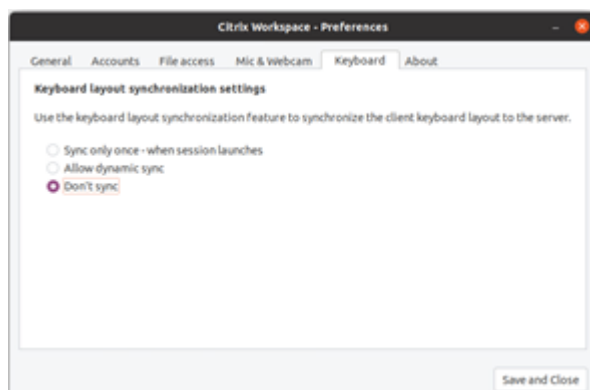 Citrix Workspace - Preferences
General Accounts File access Mic & Webcam Keyboard About
Keyboard layout synchronization settings
Use the keyboard layout synchronization feature to synchronize the client keyboard layout to the server.
Sync only once - when session launches
Allow dynamic sync
Don't sync
Save and Close